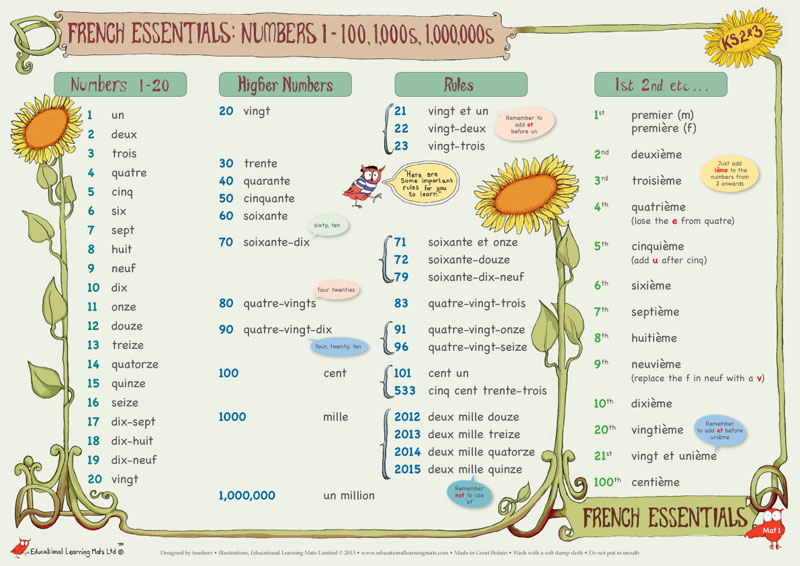 FRENCH ESSENTIALS: NUMBERS 1 - 100, 1,000s, 1,000,000s
KS2&3
Numbers 1-20
1 un
2 deux
3 trois
4 quatre
5 cinq
6 six
7 sept
8 huit
9 neuf
10 dix
11 onze
12 douze
13 treize
14 quatorze
15 quinze
16 seize
17 dix-sept
18 dix-huit
19 dix-neuf
20 vingt
Higher Numbers
20 vingt
30 trente
40 quarante
50 cinquante
60 soixante
sixty, ten
70 soixante-dix
four twenties
80 quatre-vingts
90 quatre-vingt-dix
four, twenty, ten
100 cent
1000 mille
1,000,000 un million
Rules
21 vingt et un
22 vingt-deux
23 vingt-trois
Remember to
add et
before un
"Here are
Some important
rules for you
to learn."
71 soixante et onze
72 soixante-douze
79 soixante-dix-neuf
83 quatre-vingt-trois
91 quatre-vingt-onze
96 quatre-vingt-seize
101 cent un
533 cinq cent trente-trois
2012 deux mille douze
2013 deux mille treize
2014 deux mille quatorze
2015 deux mille quinze
Remember
not to use
'et'
1st 2nd etc...
1st premier (m)
première (f)
2nd deuxième
Just add
ième to the
numbers from
2 onwards
3rd troisième
4th quatrième
(lose the e from quatre)
5th cinquième
(add u after cinq)
6th sixième
7th septième
8th huitième
9th neuvième
(replace the f in neuf with a v)
10th dixième
20th vingtième
Remember
to add et before
unième
21st vingt et unième
100th centième
FRENCH ESSENTIALS
Mat 1
Educational Learning Mats Ltd © ™
Designed by teachers • Illustrations, Educational Learning Mats Limited © 2013 • www.educationallearningmats.com • Made in Great Britain • Wash with a soft damp cloth • Do not put in mouth